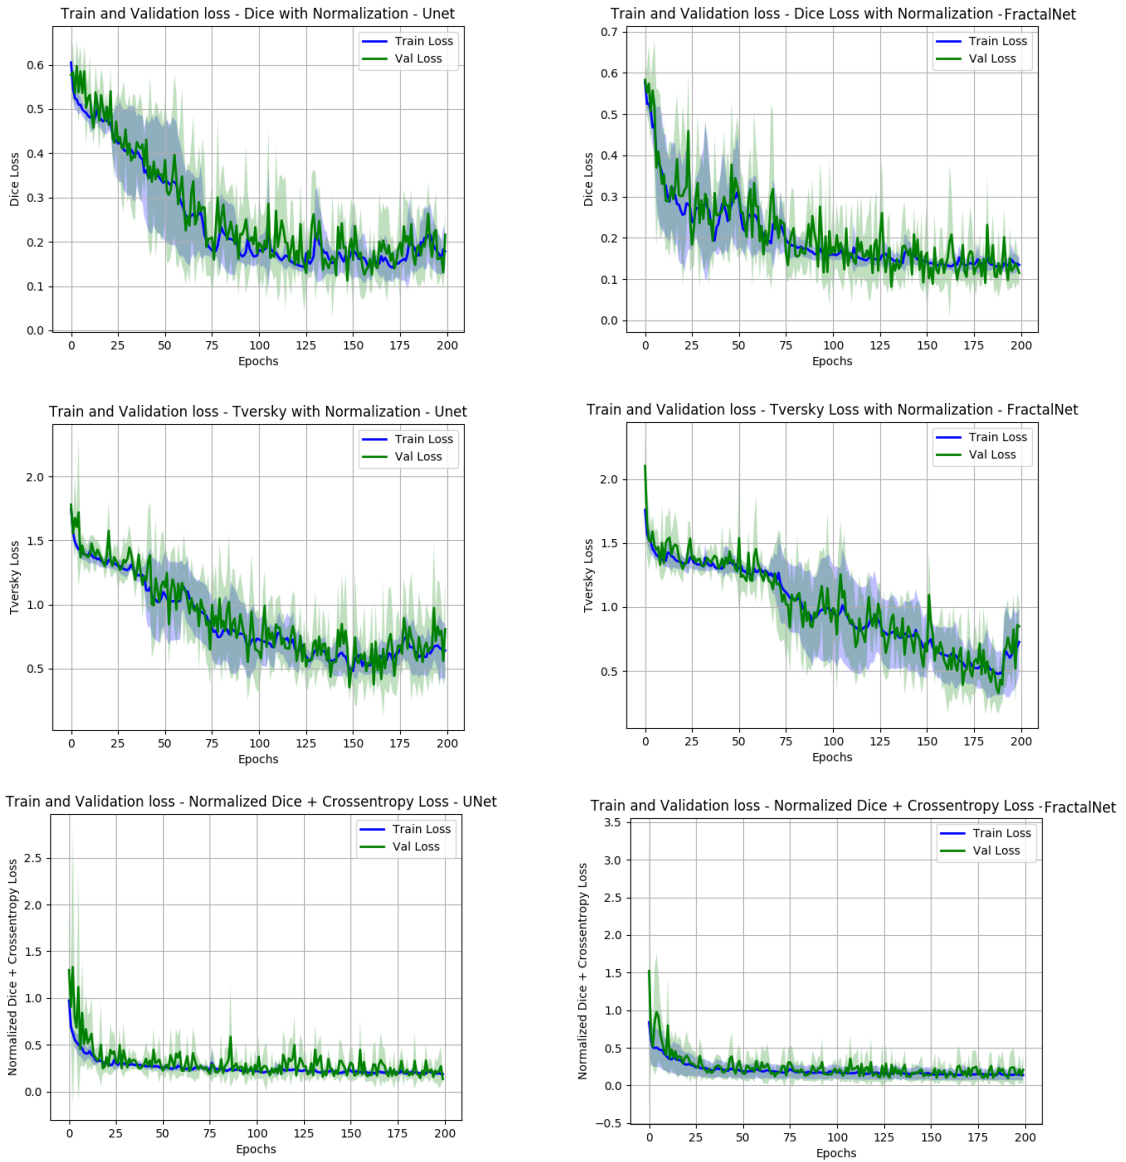 Train and Validation loss - Dice with Normalization - Unet
Train Loss
Val Loss
0.6
0.5
0.4
0.3
0.2
0.1
0.0
Dice Loss
0 25 50 75 100 125 150 175 200
Epochs
Train and Validation loss - Dice Loss with Normalization -FractalNet
Train Loss
Val Loss
0.7
0.6
0.5
0.4
0.3
0.2
0.1
0.0
Dice Loss
0 25 50 75 100 125 150 175 200
Epochs
Train and Validation loss - Tversky with Normalization - Unet
Train Loss
Val Loss
2.0
1.5
1.0
0.5
Tversky Loss
0 25 50 75 100 125 150 175 200
Epochs
Train and Validation loss - Tversky Loss with Normalization - FractalNet
Train Loss
Val Loss
2.0
1.5
1.0
0.5
Tversky Loss
0 25 50 75 100 125 150 175 200
Epochs
Train and Validation loss - Normalized Dice + Crossentropy Loss - UNet
Train Loss
Val Loss
2.5
2.0
1.5
1.0
0.5
0.0
Normalized Dice + Crossentropy Loss
0 25 50 75 100 125 150 175 200
Epochs
Train and Validation loss - Normalized Dice + Crossentropy Loss -FractalNet
Train Loss
Val Loss
3.5
3.0
2.5
2.0
1.5
1.0
0.5
0.0
−0.5
Normalized Dice + Crossentropy Loss
0 25 50 75 100 125 150 175 200
Epochs